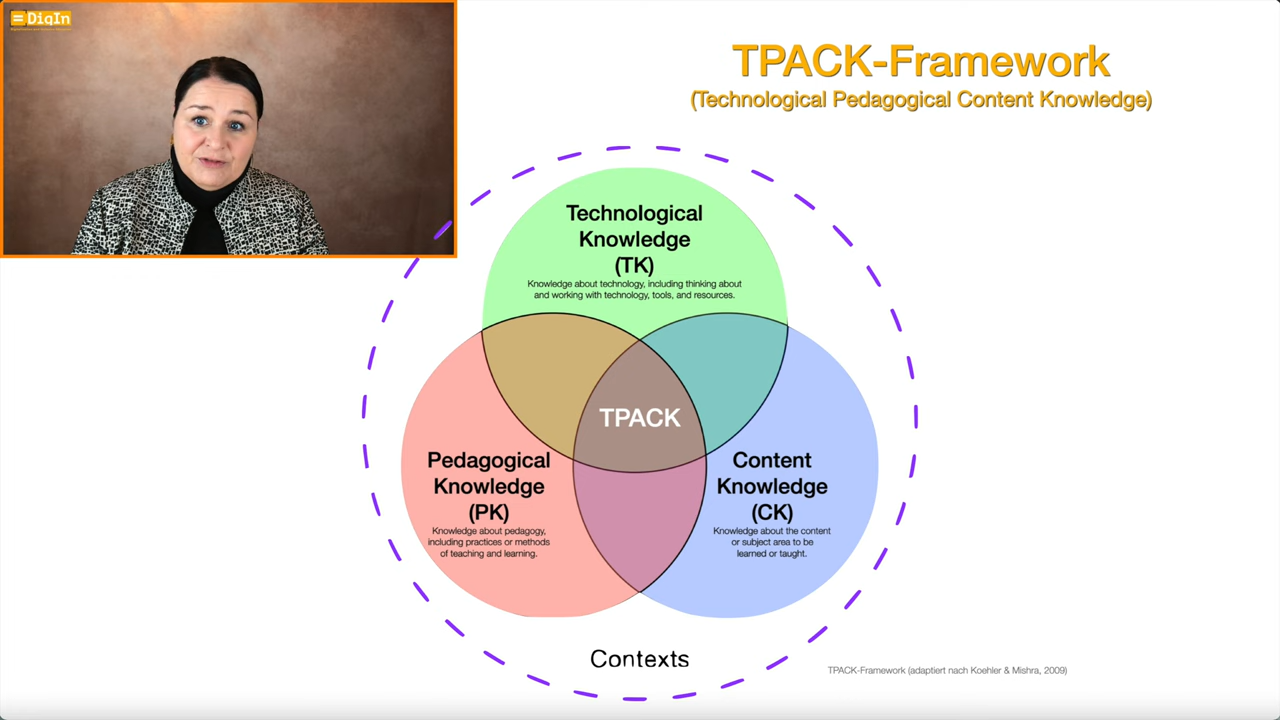 DiqIn
TPACK-Framework
(Technological Pedagogical Content Knowledge)
Technological
Knowledge
(TK)
Knowledge about technology, including thinking about
and working with technology, tools, and resources.
TPACK
Pedagogical
Knowledge
(PK)
Knowledge about pedagogy,
including practices or methods
of teaching and learning.
Content
Knowledge
(CK)
Knowledge about the content
or subject area to be
learned or taught.
Contexts
TPACK-Framework (adaptiert nach Koehler & Mishra, 2009)